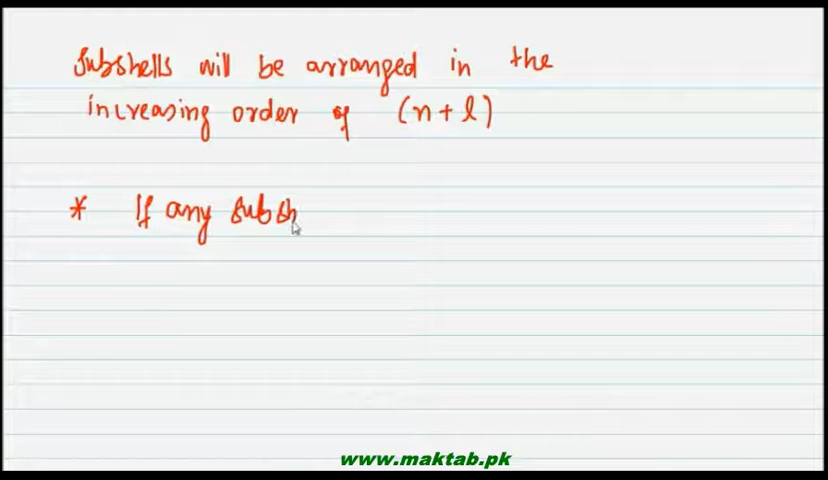 Subshells will be arranged in the
increasing order of (n + l)
* If any subsh
www.maktab.pk